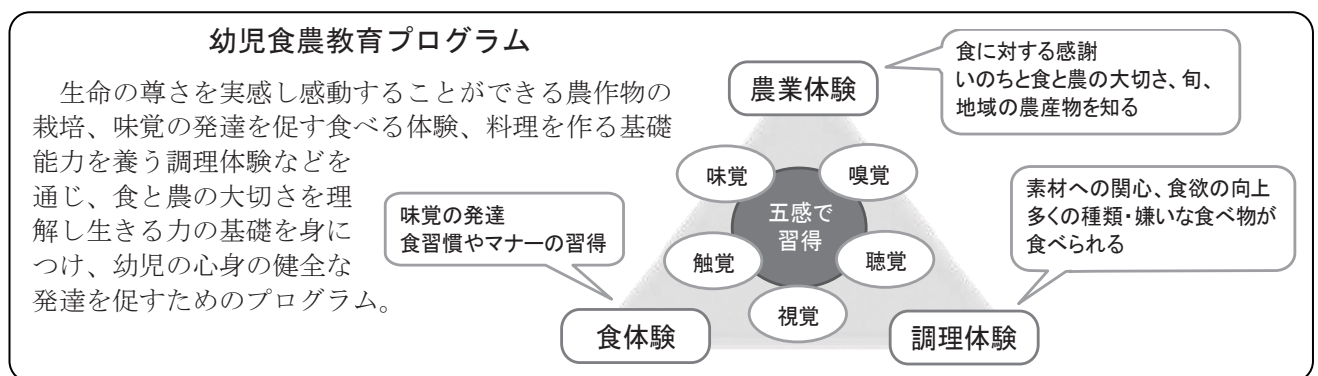 幼児食農教育プログラム
生命の尊さを実感し感動することができる農作物の
栽培、味覚の発達を促す食べる体験、料理を作る基礎
能力を養う調理体験などを
通じ、食と農の大切さを理
解し生きる力の基礎を身に
つけ、幼児の心身の健全な
発達を促すためのプログラム。
農業体験
食に対する感謝
いのちと食と農の大切さ、旬、
地域の農産物を知る
味覚
嗅覚
五感で
習得
触覚
聴覚
視覚
味覚の発達
食習慣やマナーの習得
食体験
素材への関心、食欲の向上
多くの種類・嫌いな食べ物が
食べられる
調理体験